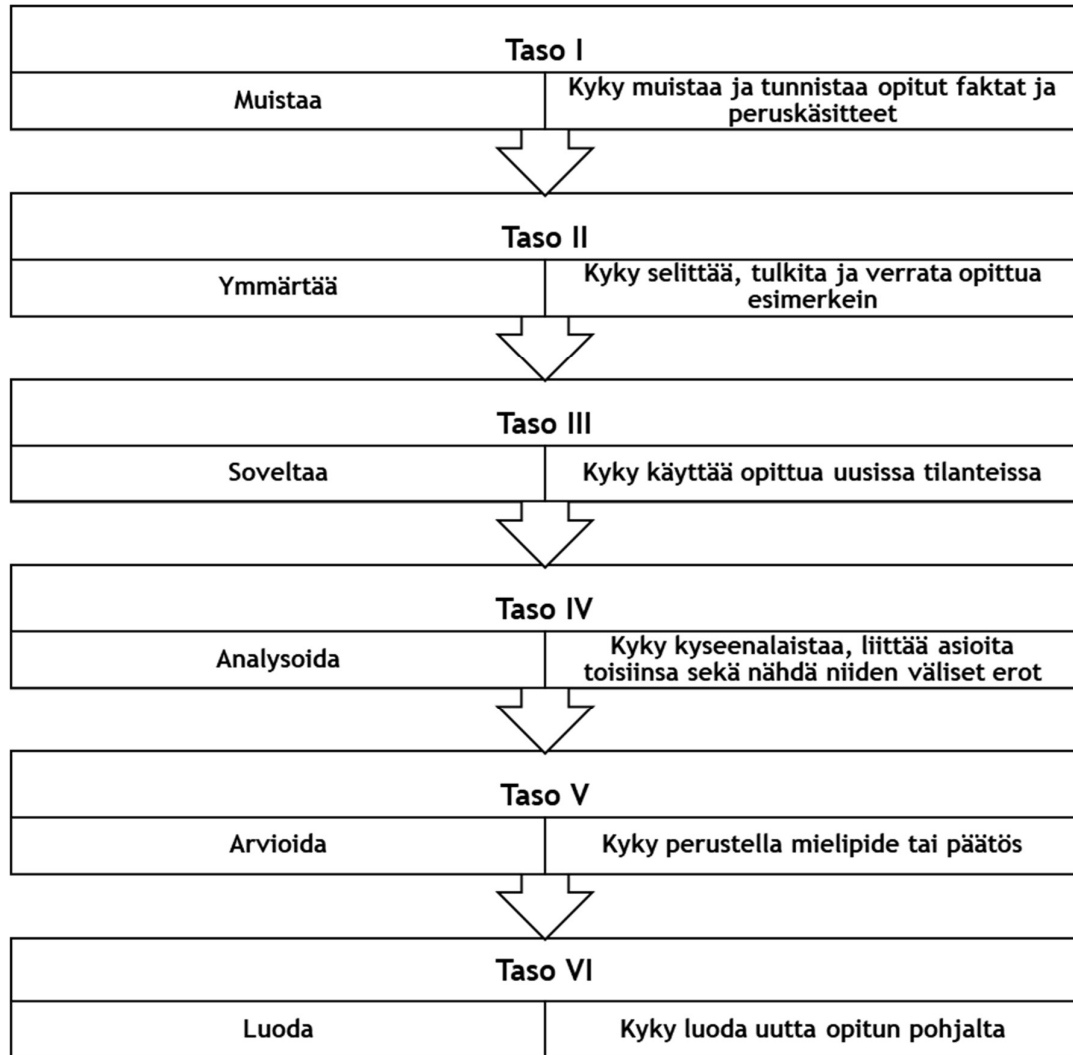 Taso I
Muistaa
Kyky muistaa ja tunnistaa opitut faktat ja
peruskäsitteet
Taso II
Ymmärtää
Kyky selittää, tulkita ja verrata opittua
esimerkein
Taso III
Soveltaa
Kyky käyttää opittua uusissa tilanteissa
Taso IV
Analysoida
Kyky kyseenalaistaa, liittää asioita
toisiinsa sekä nähdä niiden väliset erot
Taso V
Arvioida
Kyky perustella mielipide tai päätös
Taso VI
Luoda
Kyky luoda uutta opitun pohjalta